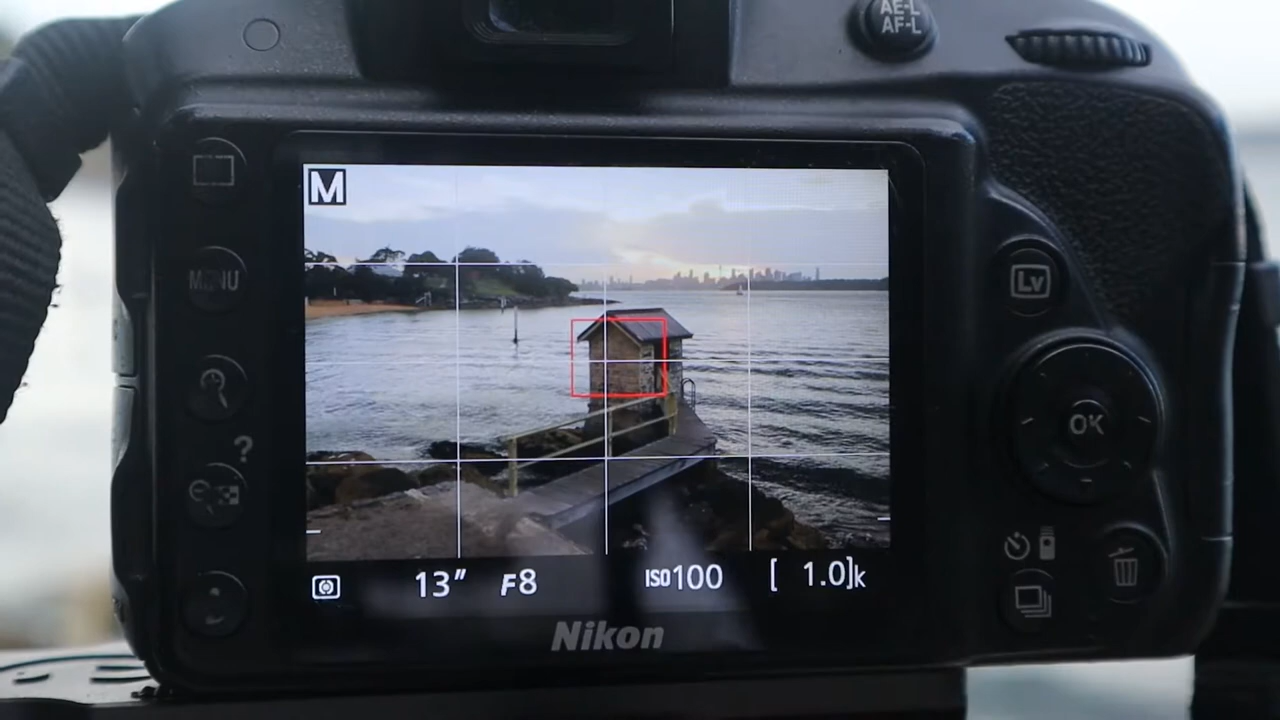 AE-L
AF-L
M
MENU
Lv
OK
?
13" F8 ISO100 [ 1.0]k
Nikon